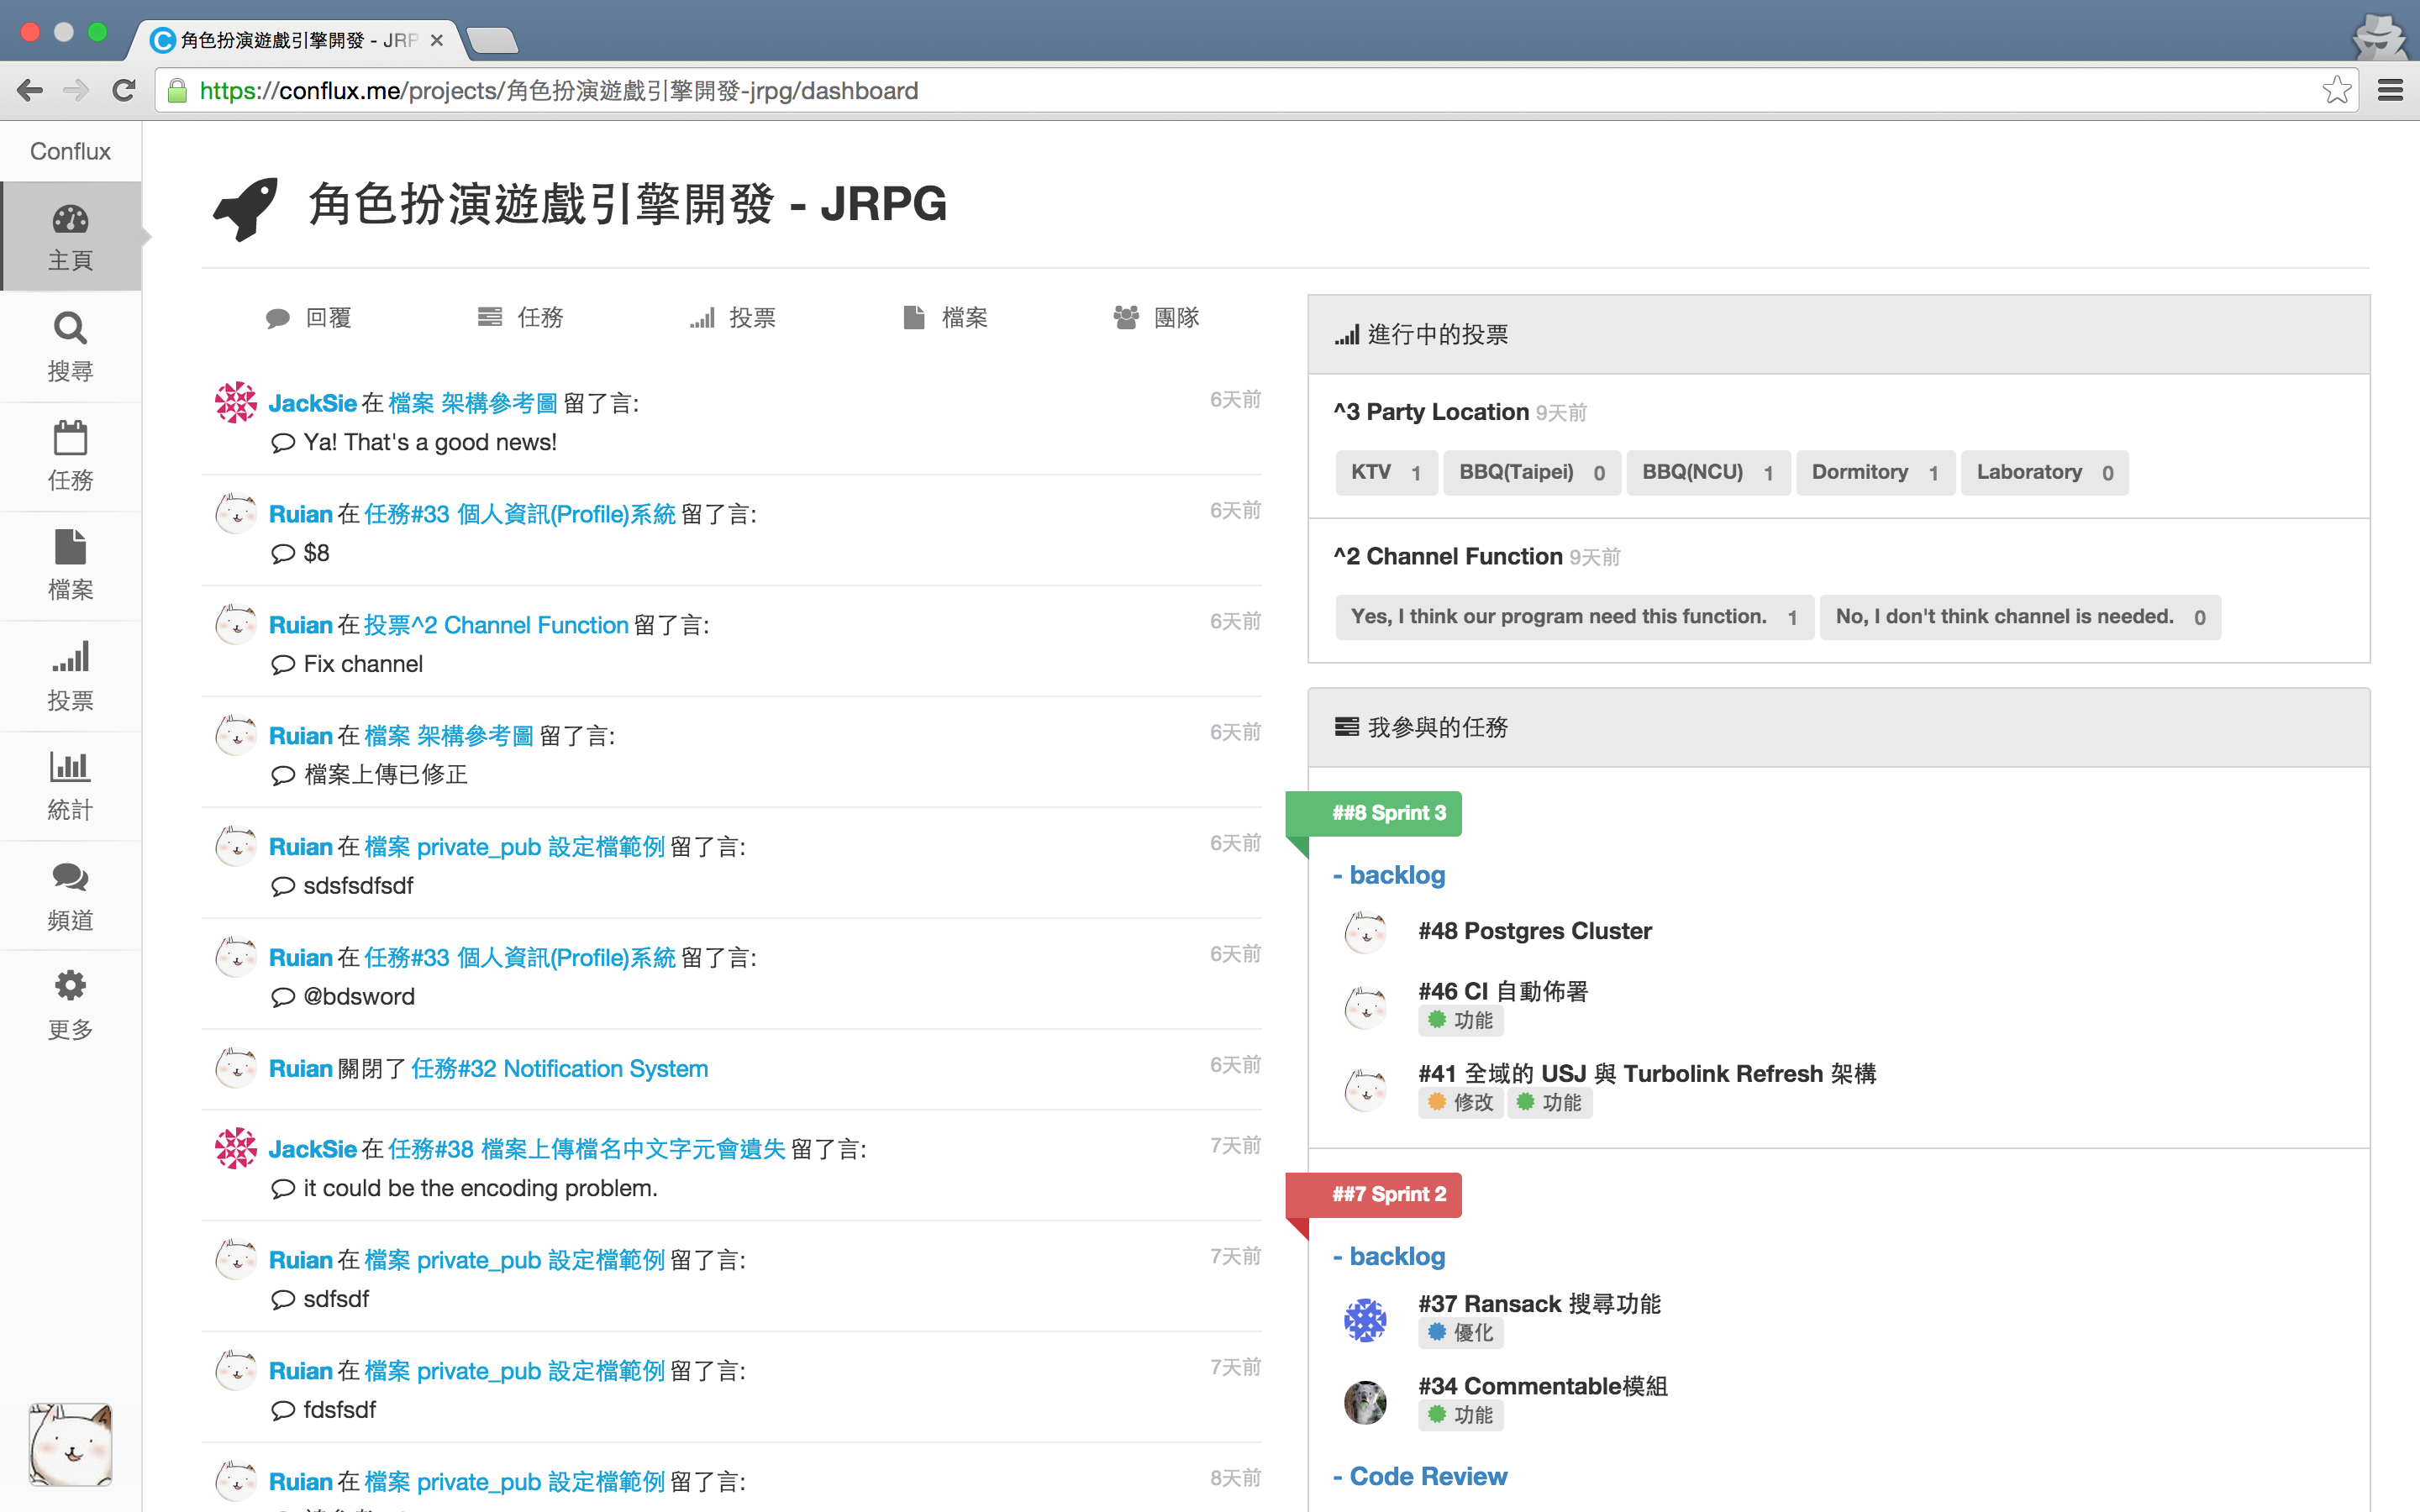 角色扮演遊戲引擎開發 - JRP
https://conflux.me/projects/角色扮演遊戲引擎開發-jrpg/dashboard
Conflux
主頁
搜尋
任務
檔案
投票
統計
頻道
更多
角色扮演遊戲引擎開發 - JRPG
回覆 任務 投票 檔案 團隊
JackSie 在 檔案 架構參考圖 留了言: 6天前
Ya! That's a good news!
Ruian 在 任務#33 個人資訊(Profile)系統 留了言: 6天前
$8
Ruian 在 投票^2 Channel Function 留了言: 6天前
Fix channel
Ruian 在 檔案 架構參考圖 留了言: 6天前
檔案上傳已修正
Ruian 在 檔案 private_pub 設定檔範例 留了言: 6天前
sdsfsdfsdf
Ruian 在 任務#33 個人資訊(Profile)系統 留了言: 6天前
@bdsword
Ruian 關閉了 任務#32 Notification System 6天前
JackSie 在 任務#38 檔案上傳檔名中文字元會遺失 留了言: 7天前
it could be the encoding problem.
Ruian 在 檔案 private_pub 設定檔範例 留了言: 7天前
sdfsdf
Ruian 在 檔案 private_pub 設定檔範例 留了言: 7天前
fdsfsdf
Ruian 在 檔案 private_pub 設定檔範例 留了言: 8天前
進行中的投票
^3 Party Location 9天前
KTV 1 BBQ(Taipei) 0 BBQ(NCU) 1 Dormitory 1 Laboratory 0
^2 Channel Function 9天前
Yes, I think our program need this function. 1 No, I don't think channel is needed. 0
我參與的任務
##8 Sprint 3
- backlog
#48 Postgres Cluster
#46 CI 自動佈署
功能
#41 全域的 USJ 與 Turbolink Refresh 架構
修改 功能
##7 Sprint 2
- backlog
#37 Ransack 搜尋功能
優化
#34 Commentable模組
功能
- Code Review